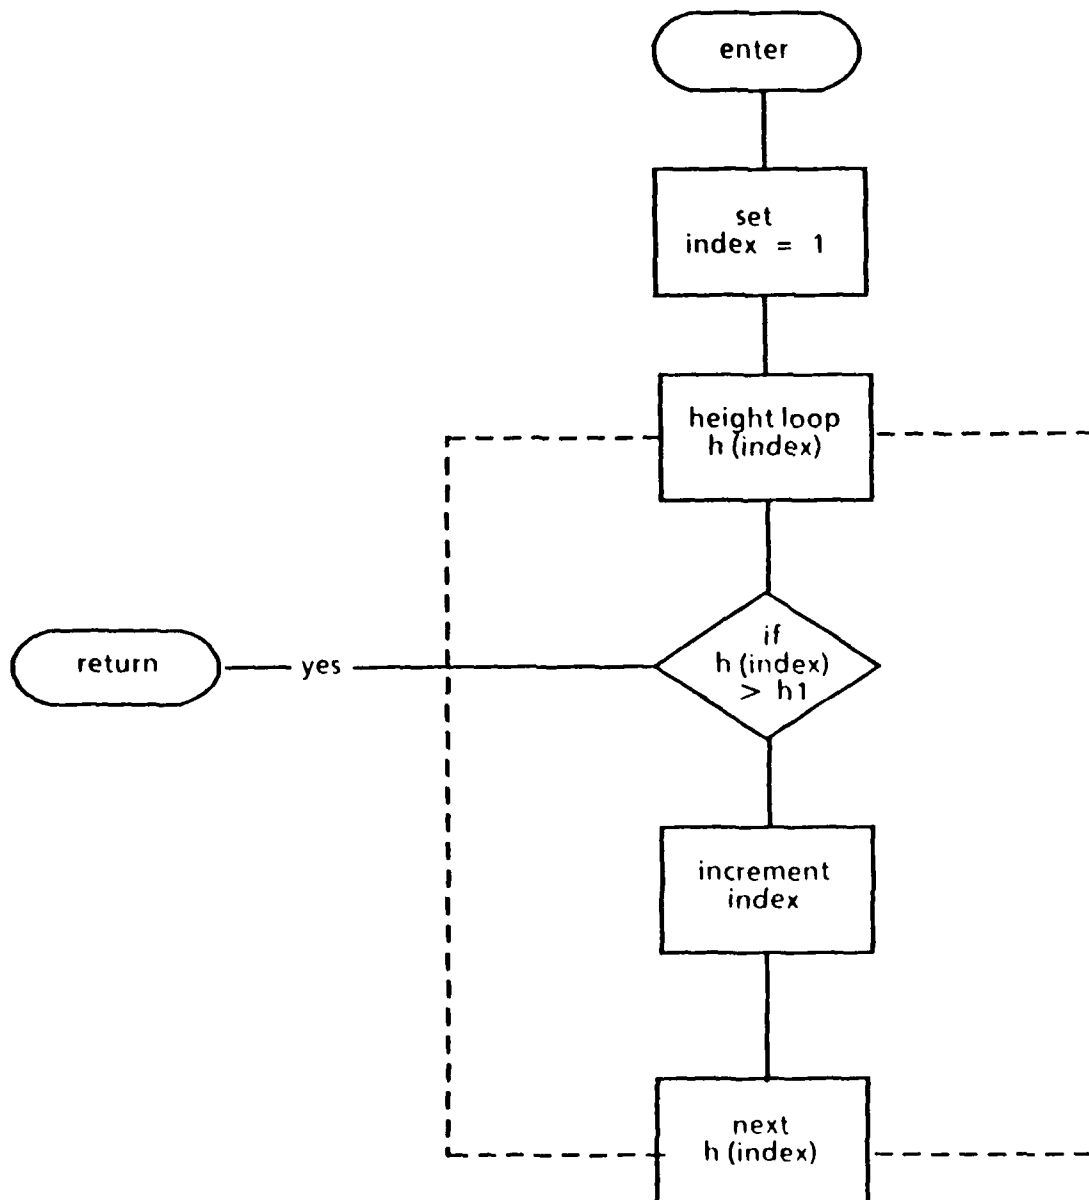 enter
set
index = 1
height loop
h (index)
if
h (index)
> h1
return
yes
increment
index
next
h (index)